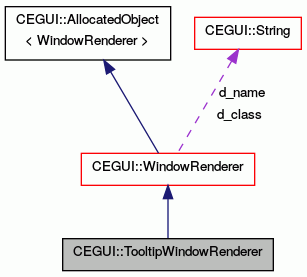 CEGUI::AllocatedObject
< WindowRenderer >
CEGUI::String
d_name
d_class
CEGUI::WindowRenderer
CEGUI::TooltipWindowRenderer